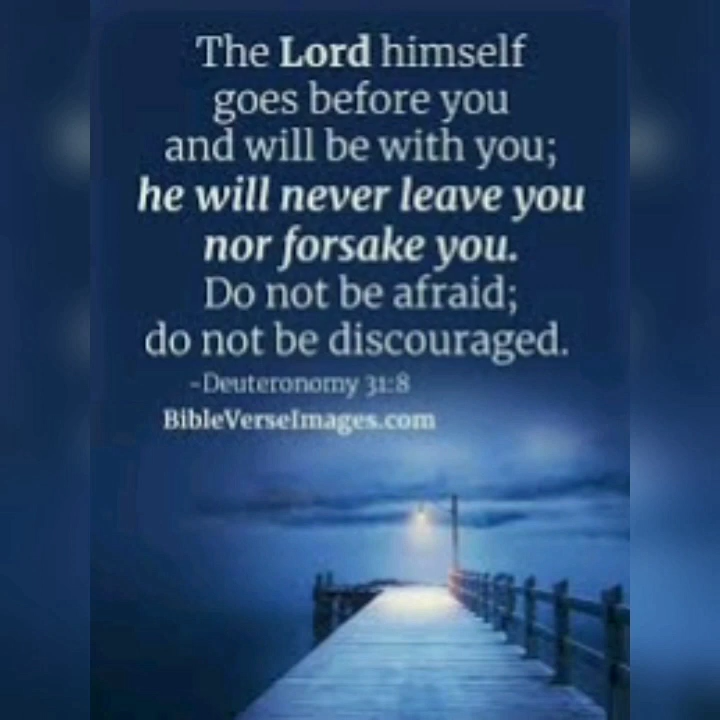 The Lord himself
goes before you
and will be with you;
he will never leave you
nor forsake you.
Do not be afraid;
do not be discouraged.
-Deuteronomy 31:8
BibleVerseImages.com